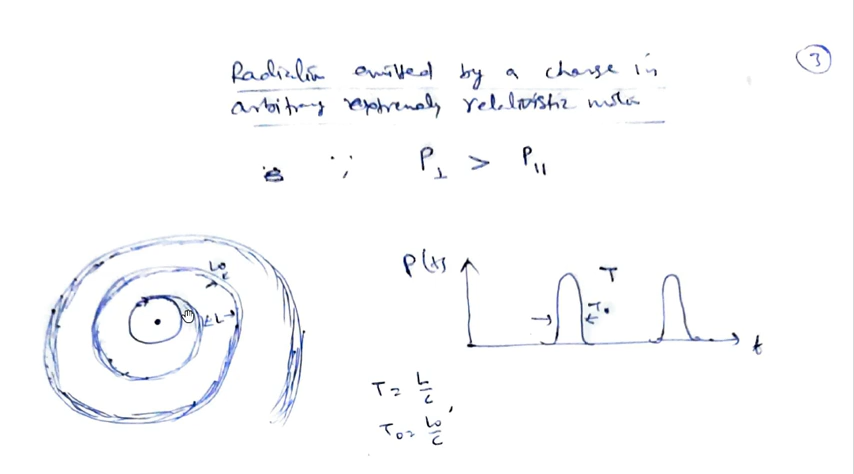 3
Radiation emitted by a charge in
arbitrary extremely relativistic motion
∵ P⊥ > P||
L0
L
P(t)
T
T0
t
T = L/c ,
T0 = L0/c